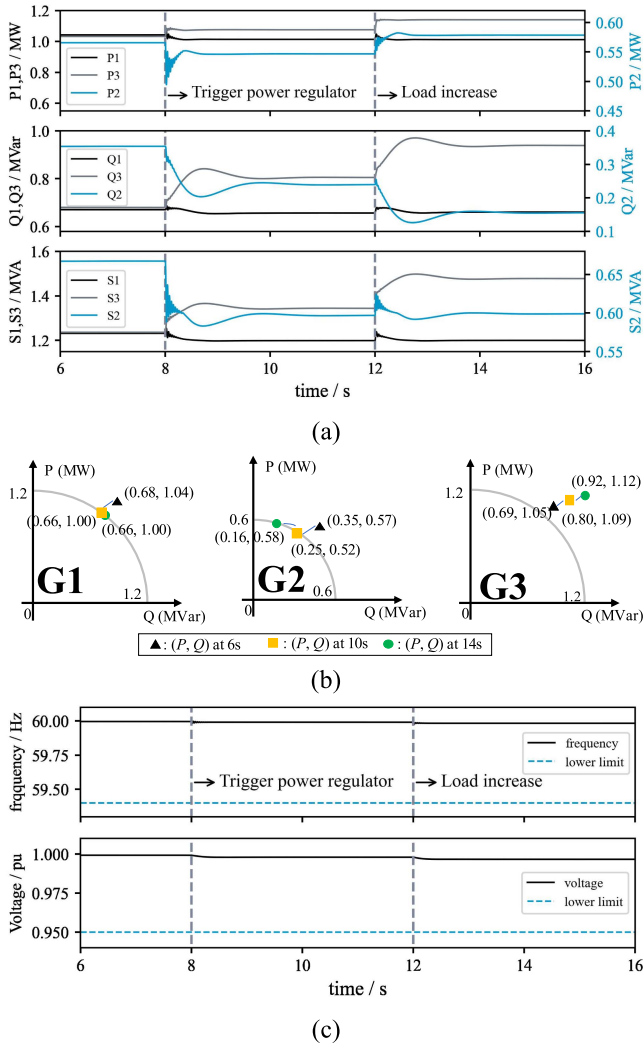 P1,P3 / MW
1.2
1.0
0.8
0.6
P1
P3
P2
Trigger power regulator
Load increase
0.60
0.55
0.50
0.45
P2 / MW
Q1,Q3 / MVar
1.0
0.8
0.6
Q1
Q3
Q2
0.4
0.3
0.2
0.1
Q2 / MVar
S1,S3 / MVA
1.6
1.4
1.2
S1
S3
S2
0.65
0.60
0.55
S2 / MVA
6 8 10 12 14 16
time / s
(a)
P (MW)
1.2
(0.68, 1.04)
(0.66, 1.00)
(0.66, 1.00)
G1
1.2
0
Q (MVar)
P (MW)
0.6
(0.35, 0.57)
(0.16, 0.58)
(0.25, 0.52)
G2
0.6
0
Q (MVar)
P (MW)
1.2
(0.92, 1.12)
(0.69, 1.05)
(0.80, 1.09)
G3
1.2
0
Q (MVar)
: (P, Q) at 6s : (P, Q) at 10s : (P, Q) at 14s
(b)
frqquency / Hz
60.00
59.75
59.50
frequency
lower limit
Trigger power regulator
Load increase
Voltage / pu
1.000
0.975
0.950
voltage
lower limit
6 8 10 12 14 16
time / s
(c)